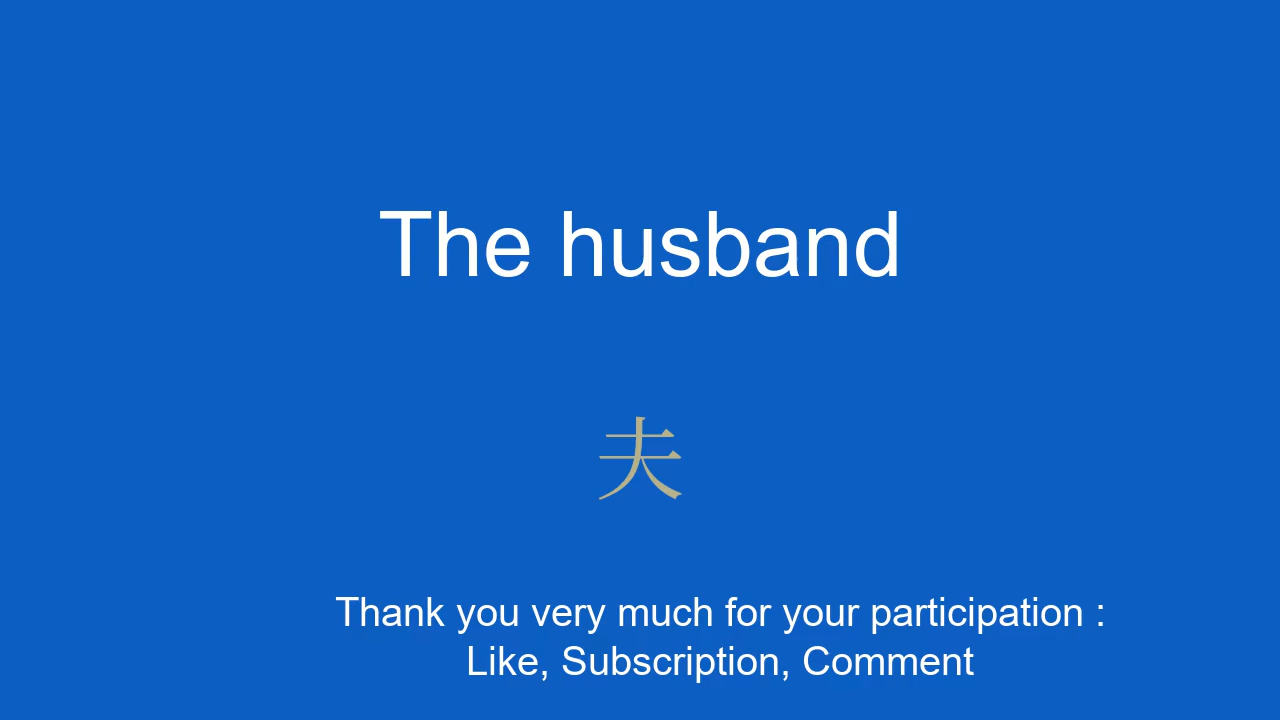 The husband
夫
Thank you very much for your participation :
Like, Subscription, Comment